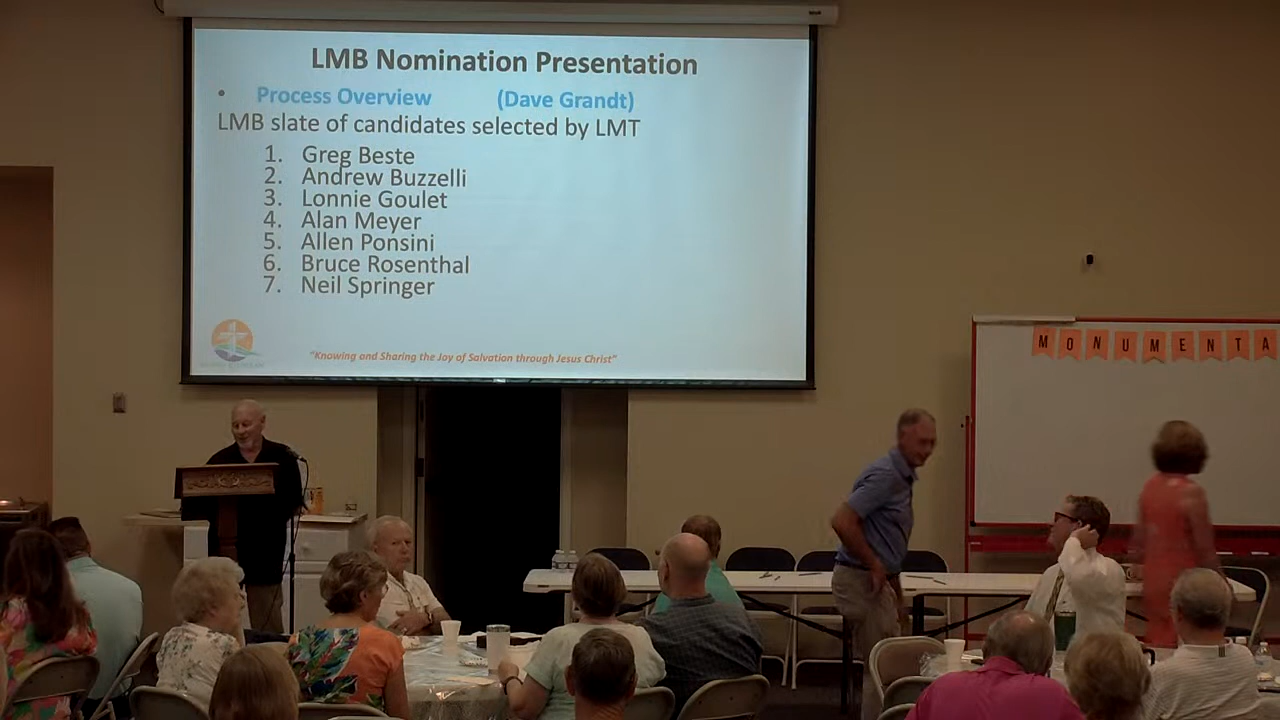 LMB Nomination Presentation
• Process Overview (Dave Grandt)
LMB slate of candidates selected by LMT
1. Greg Beste
2. Andrew Buzzelli
3. Lonnie Goulet
4. Alan Meyer
5. Allen Ponsini
6. Bruce Rosenthal
7. Neil Springer
"Knowing and Sharing the Joy of Salvation through Jesus Christ"
MONUMENTA